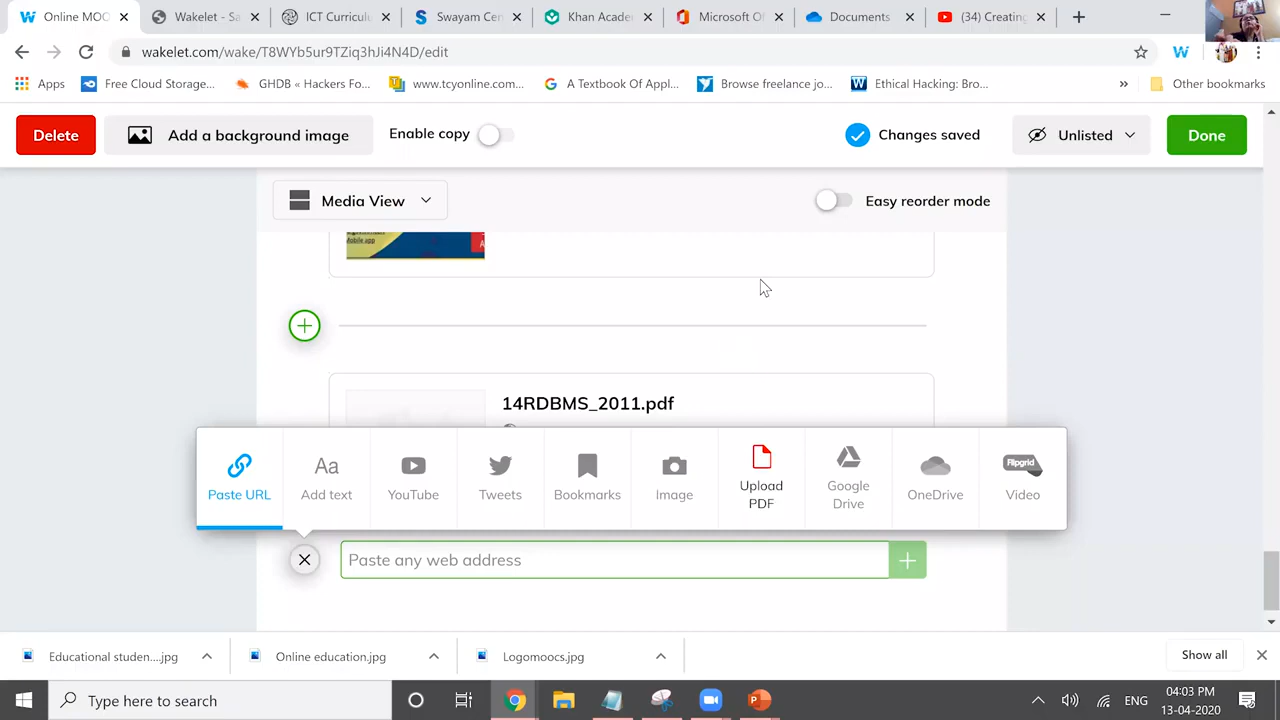 Online MOO
Wakelet - S
ICT Curricul
Swayam Cer
Khan Acade
Microsoft O
Documents
(34) Creating
wakelet.com/wake/T8WYb5ur9TZiq3hJi4N4D/edit
Apps
Free Cloud Storage...
GHDB « Hackers Fo...
www.tcyonline.com...
A Textbook Of Appl...
Browse freelance jo...
Ethical Hacking: Bro...
»
Other bookmarks
Delete
Add a background image
Enable copy
Changes saved
Unlisted
Done
Media View
Easy reorder mode
Mobile.app
14RDBMS_2011.pdf
Paste URL
Aa
Add text
YouTube
Tweets
Bookmarks
Image
Upload
PDF
Google
Drive
OneDrive
Flipgrid
Video
Paste any web address
Educational studen....jpg
Online education.jpg
Logomoocs.jpg
Show all
Type here to search
ENG
04:03 PM
13-04-2020